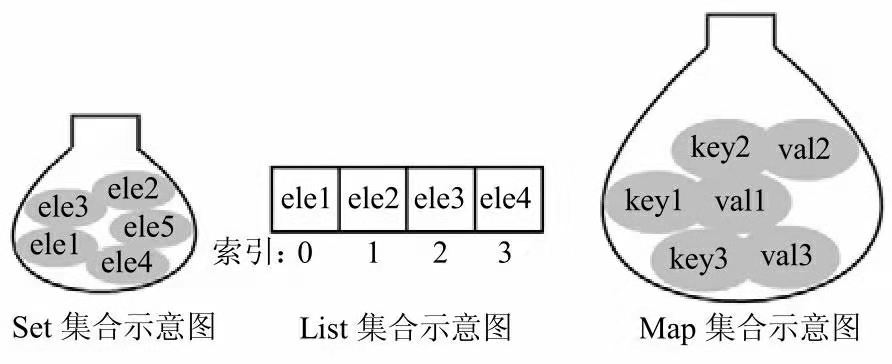 ele3 ele2
ele1 ele5
ele4
Set 集合示意图
ele1 ele2 ele3 ele4
索引: 0 1 2 3
List 集合示意图
key2 val2
key1 val1
key3 val3
Map 集合示意图